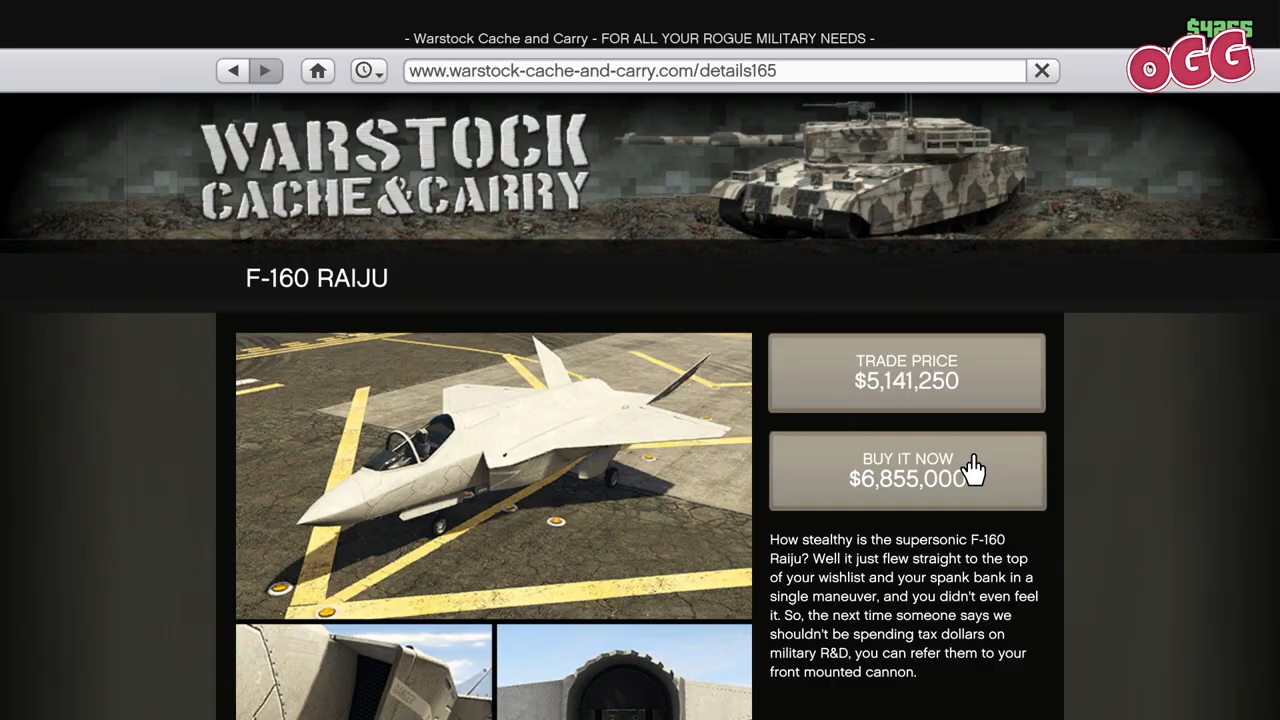 - Warstock Cache and Carry - FOR ALL YOUR ROGUE MILITARY NEEDS -
OGG
www.warstock-cache-and-carry.com/details165
WARSTOCK
CACHE&CARRY
F-160 RAIJU
TRADE PRICE
$5,141,250
BUY IT NOW
$6,855,000
How stealthy is the supersonic F-160
Raiju? Well it just flew straight to the top
of your wishlist and your spank bank in a
single maneuver, and you didn't even feel
it. So, the next time someone says we
shouldn't be spending tax dollars on
military R&D, you can refer them to your
front mounted cannon.